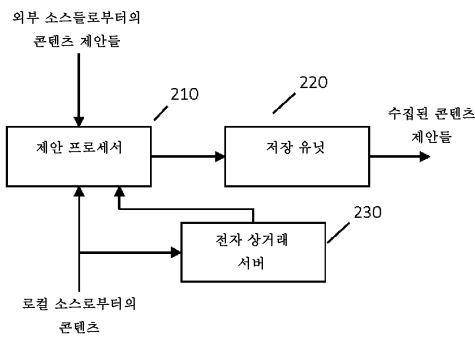 외부 소스들로부터의
콘텐츠 제안들
210
220
수집된 콘텐츠
제안들
제안 프로세서
저장 유닛
230
전자 상거래
서버
로컬 소스로부터의
콘텐츠